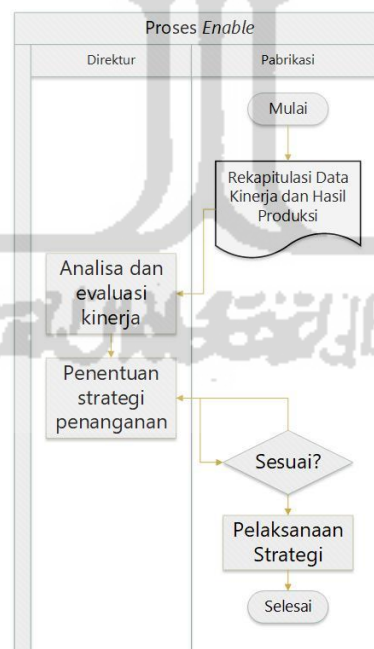 Proses Enable
Direktur
Pabrikasi
Mulai
Rekapitulasi Data
Kinerja dan Hasil
Produksi
Analisa dan
evaluasi
kinerja
Penentuan
strategi
penanganan
Sesuai?
Pelaksanaan
Strategi
Selesai